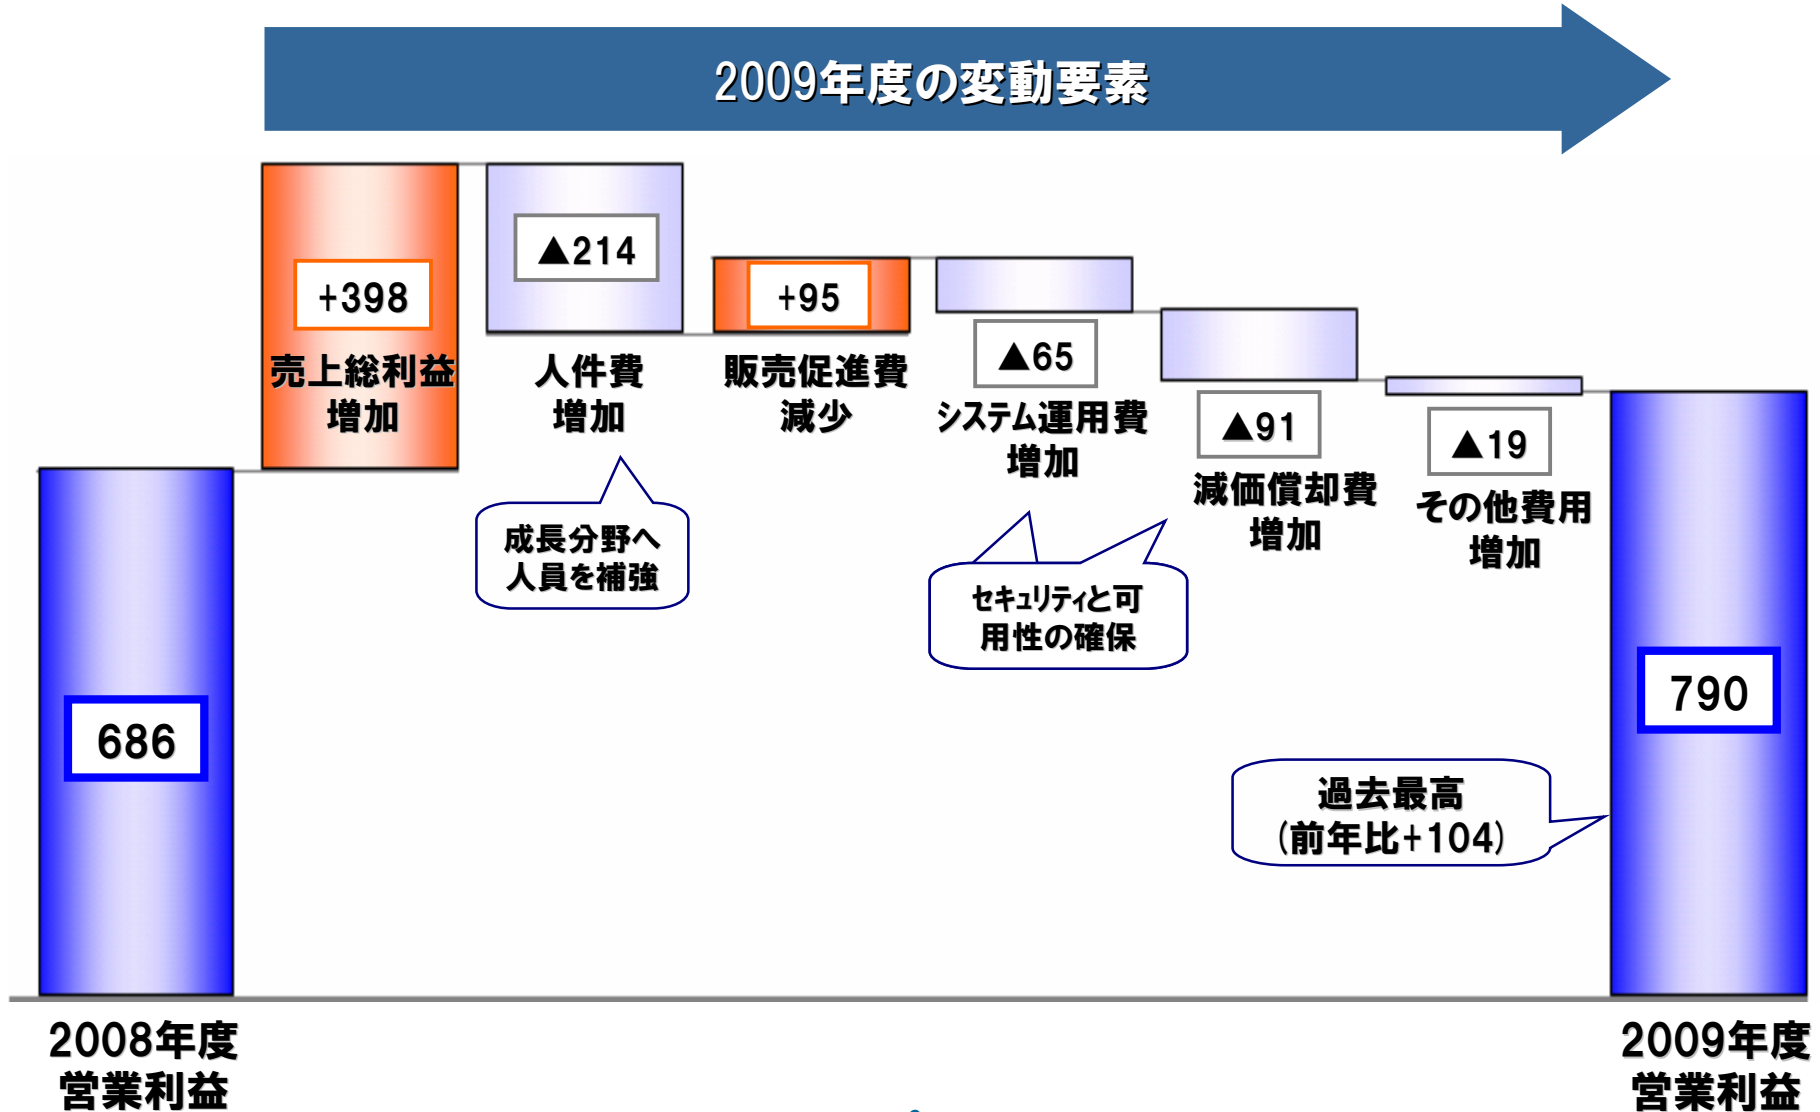 2009年度の変動要素
+398
売上総利益
増加
▲214
人件費
増加
成長分野へ
人員を補強
+95
販売促進費
減少
▲65
システム運用費
増加
セキュリティと可
用性の確保
▲91
減価償却費
増加
▲19
その他費用
増加
686
790
過去最高
(前年比+104)
2008年度
営業利益
2009年度
営業利益